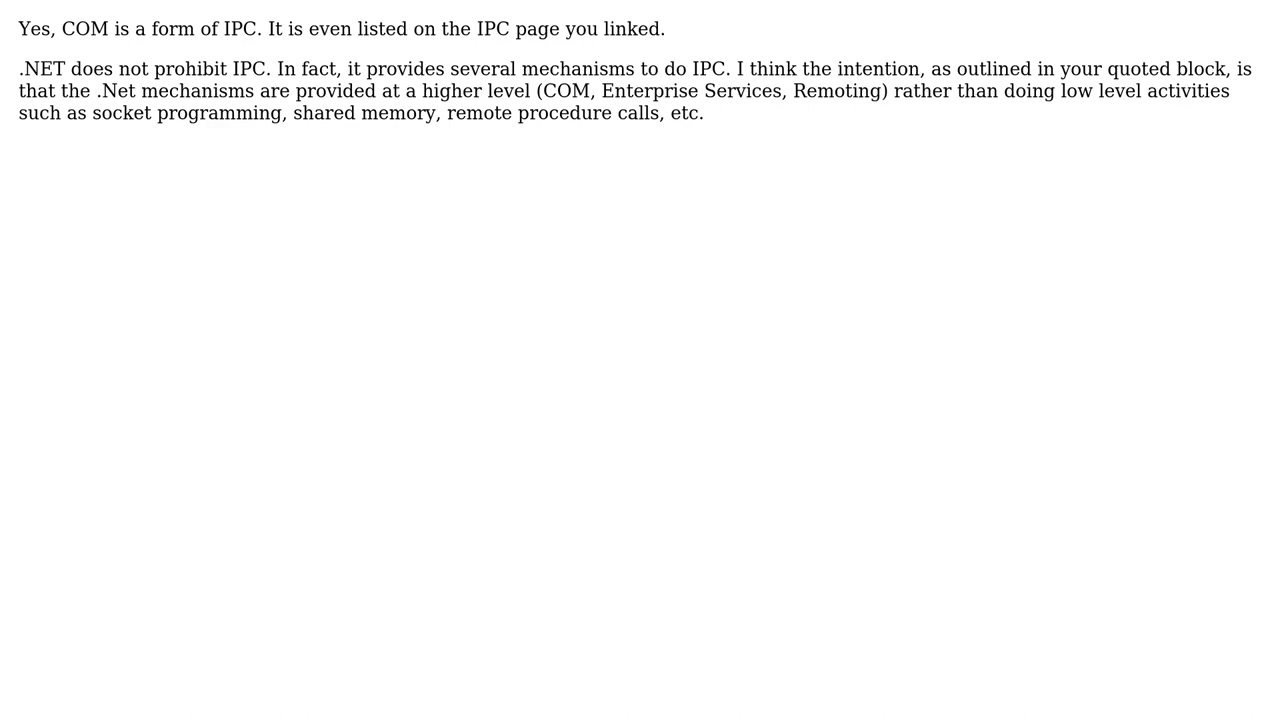 Yes, COM is a form of IPC. It is even listed on the IPC page you linked.
.NET does not prohibit IPC. In fact, it provides several mechanisms to do IPC. I think the intention, as outlined in your quoted block, is
that the .Net mechanisms are provided at a higher level (COM, Enterprise Services, Remoting) rather than doing low level activities
such as socket programming, shared memory, remote procedure calls, etc.